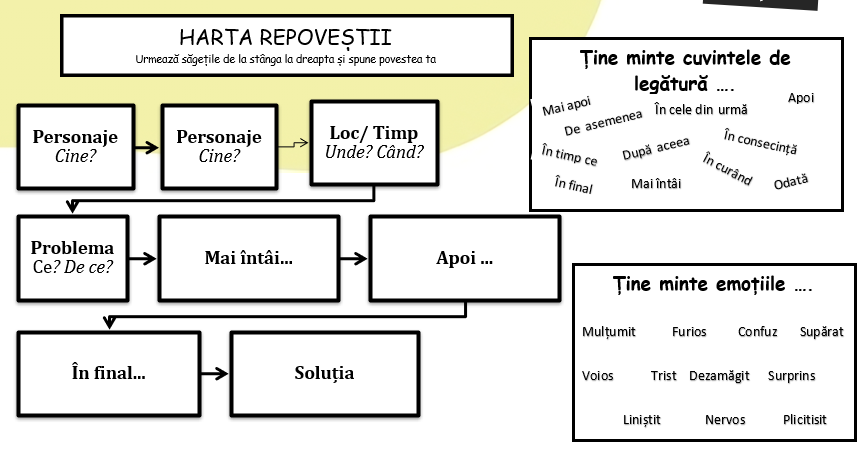 HARTA REPOVEȘTII
Urmează săgețile de la stânga la dreapta și spune povestea ta
Personaje
Cine?
Personaje
Cine?
Loc/ Timp
Unde? Când?
Problema
Ce? De ce?
Mai întâi...
Apoi ...
În final...
Soluția
Ține minte cuvintele de
legătură ....
Mai apoi
De asemenea
În cele din urmă
Apoi
În timp ce
După aceea
În consecință
În curând
În final
Mai întâi
Odată
Ține minte emoțiile ....
Mulțumit Furios Confuz Supărat
Voios Trist Dezamăgit Surprins
Liniștit Nervos Plicitisit